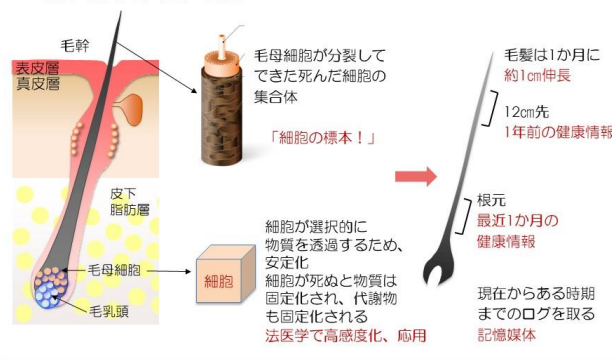 毛幹
表皮層
真皮層
皮下
脂肪層
毛母細胞
毛乳頭
毛母細胞が分裂して
できた死んだ細胞の
集合体
「細胞の標本！」
細胞
細胞が選択的に
物質を透過するため、
安定化
細胞が死ぬと物質は
固定化され、代謝物
も固定化される
法医学で高感度化、応用
毛髪は1か月に
約1㎝伸長
12㎝先
1年前の健康情報
根元
最近1か月の
健康情報
現在からある時期
までのログを取る
記憶媒体